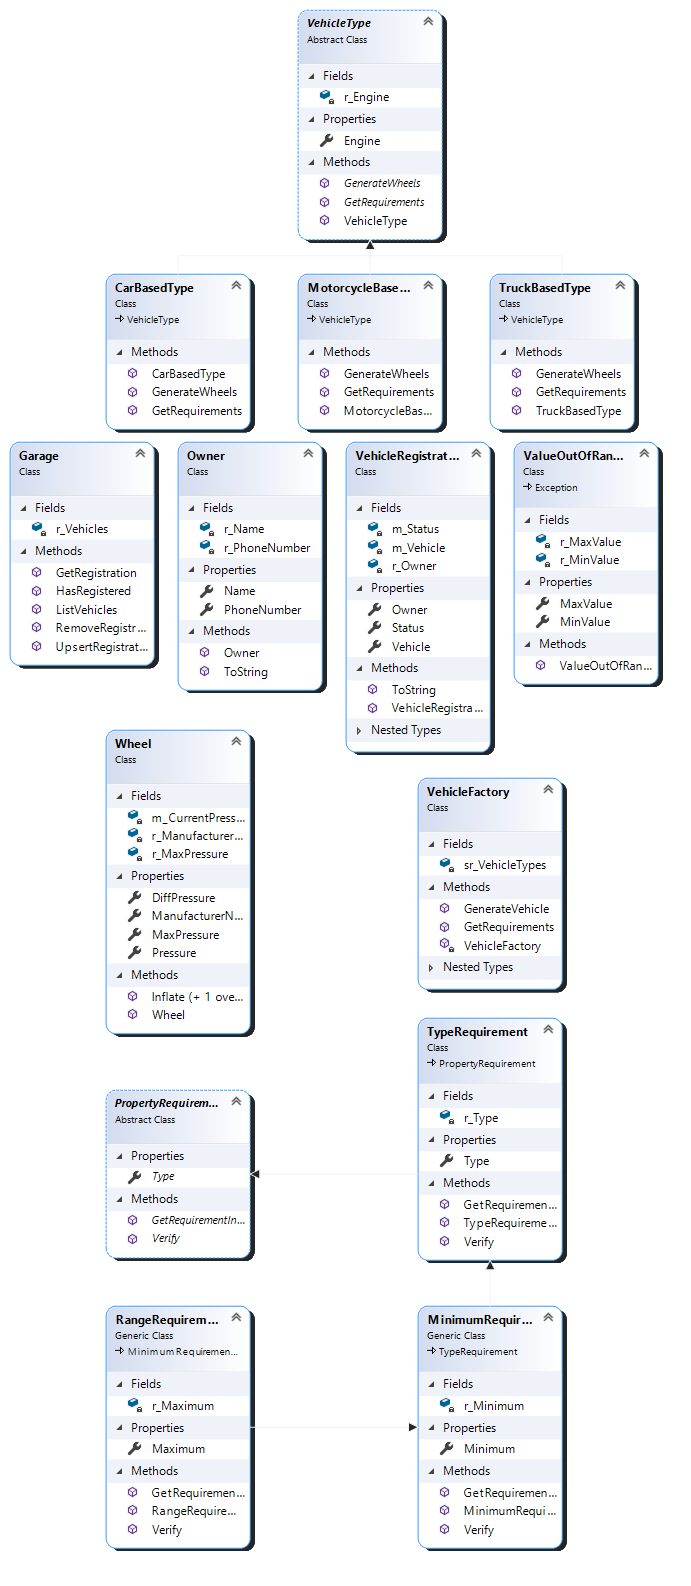 VehicleType
Abstract Class
Fields
r_Engine
Properties
Engine
Methods
GenerateWheels
GetRequirements
VehicleType
CarBasedType
Class
VehicleType
Methods
CarBasedType
GenerateWheels
GetRequirements
MotorcycleBase...
Class
VehicleType
Methods
GenerateWheels
GetRequirements
MotorcycleBas...
TruckBasedType
Class
VehicleType
Methods
GenerateWheels
GetRequirements
TruckBasedType
Garage
Class
Fields
r_Vehicles
Methods
GetRegistration
HasRegistered
ListVehicles
RemoveRegistr...
UpsertRegistrat...
Owner
Class
Fields
r_Name
r_PhoneNumber
Properties
Name
PhoneNumber
Methods
Owner
ToString
VehicleRegistrat...
Class
Fields
m_Status
m_Vehicle
r_Owner
Properties
Owner
Status
Vehicle
Methods
ToString
VehicleRegistra...
Nested Types
ValueOutOfRan...
Class
Exception
Fields
r_MaxValue
r_MinValue
Properties
MaxValue
MinValue
Methods
ValueOutOfRan...
Wheel
Class
Fields
m_CurrentPress...
r_Manufacturer...
r_MaxPressure
Properties
DiffPressure
ManufacturerN...
MaxPressure
Pressure
Methods
Inflate (+ 1 ove...
Wheel
VehicleFactory
Class
Fields
sr_VehicleTypes
Methods
GenerateVehicle
GetRequirements
VehicleFactory
Nested Types
TypeRequirement
Class
PropertyRequirement
Fields
r_Type
Properties
Type
Methods
GetRequiremen...
TypeRequireme...
Verify
PropertyRequirem...
Abstract Class
Properties
Type
Methods
GetRequirementIn...
Verify
RangeRequirem...
Generic Class
MinimumRequiremen...
Fields
r_Maximum
Properties
Maximum
Methods
GetRequiremen...
RangeRequire...
Verify
MinimumRequir...
Generic Class
TypeRequirement
Fields
r_Minimum
Properties
Minimum
Methods
GetRequiremen...
MinimumRequi...
Verify